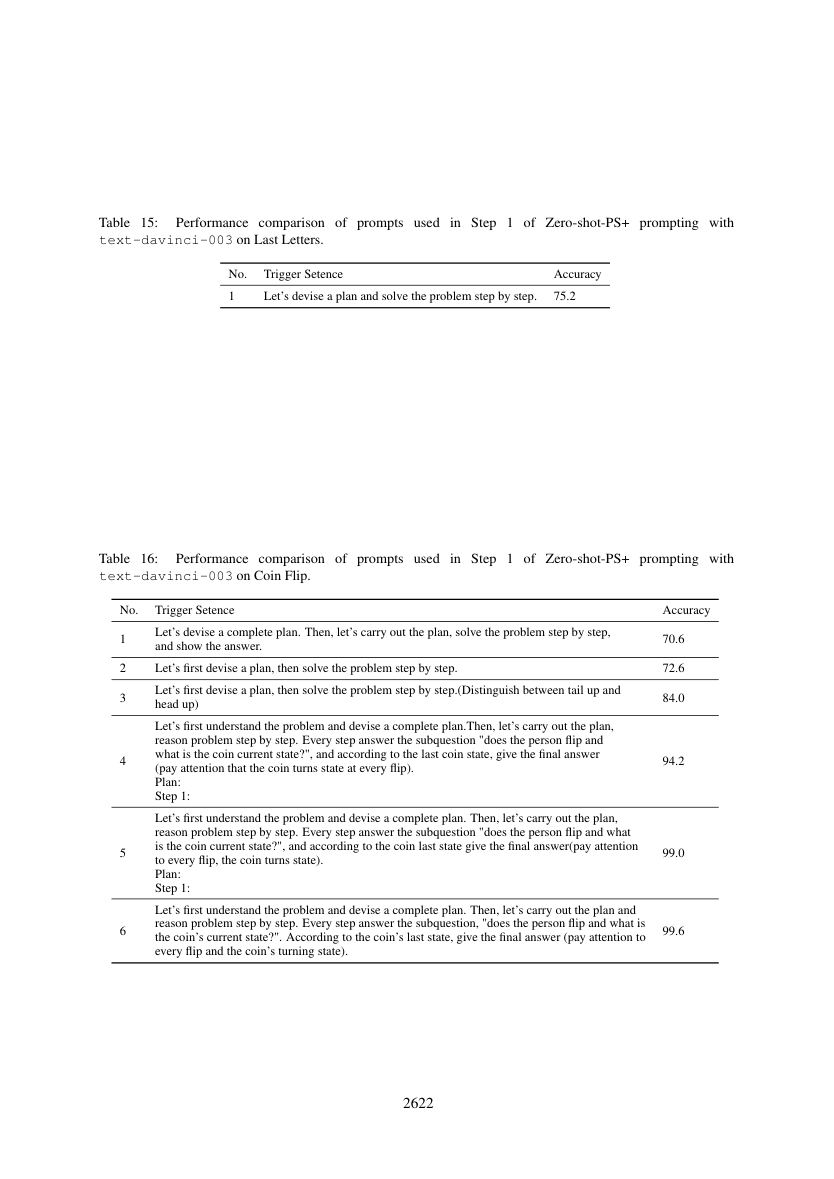 Table 15: Performance comparison of prompts used in Step 1 of Zero-shot-PS+ prompting with
text-davinci-003 on Last Letters.
No. Trigger Setence Accuracy
1 Let's devise a plan and solve the problem step by step. 75.2
Table 16: Performance comparison of prompts used in Step 1 of Zero-shot-PS+ prompting with
text-davinci-003 on Coin Flip.
No. Trigger Setence Accuracy
1 Let's devise a complete plan. Then, let's carry out the plan, solve the problem step by step,
and show the answer. 70.6
2 Let's first devise a plan, then solve the problem step by step. 72.6
3 Let's first devise a plan, then solve the problem step by step.(Distinguish between tail up and
head up) 84.0
4 Let's first understand the problem and devise a complete plan.Then, let's carry out the plan,
reason problem step by step. Every step answer the subquestion "does the person flip and
what is the coin current state?", and according to the last coin state, give the final answer
(pay attention that the coin turns state at every flip). 94.2
Plan:
Step 1:
5 Let's first understand the problem and devise a complete plan. Then, let's carry out the plan,
reason problem step by step. Every step answer the subquestion "does the person flip and what
is the coin current state?", and according to the coin last state give the final answer(pay attention
to every flip, the coin turns state). 99.0
Plan:
Step 1:
6 Let's first understand the problem and devise a complete plan. Then, let's carry out the plan and
reason problem step by step. Every step answer the subquestion, "does the person flip and what is
the coin's current state?". According to the coin's last state, give the final answer (pay attention to
every flip and the coin's turning state). 99.6
2622